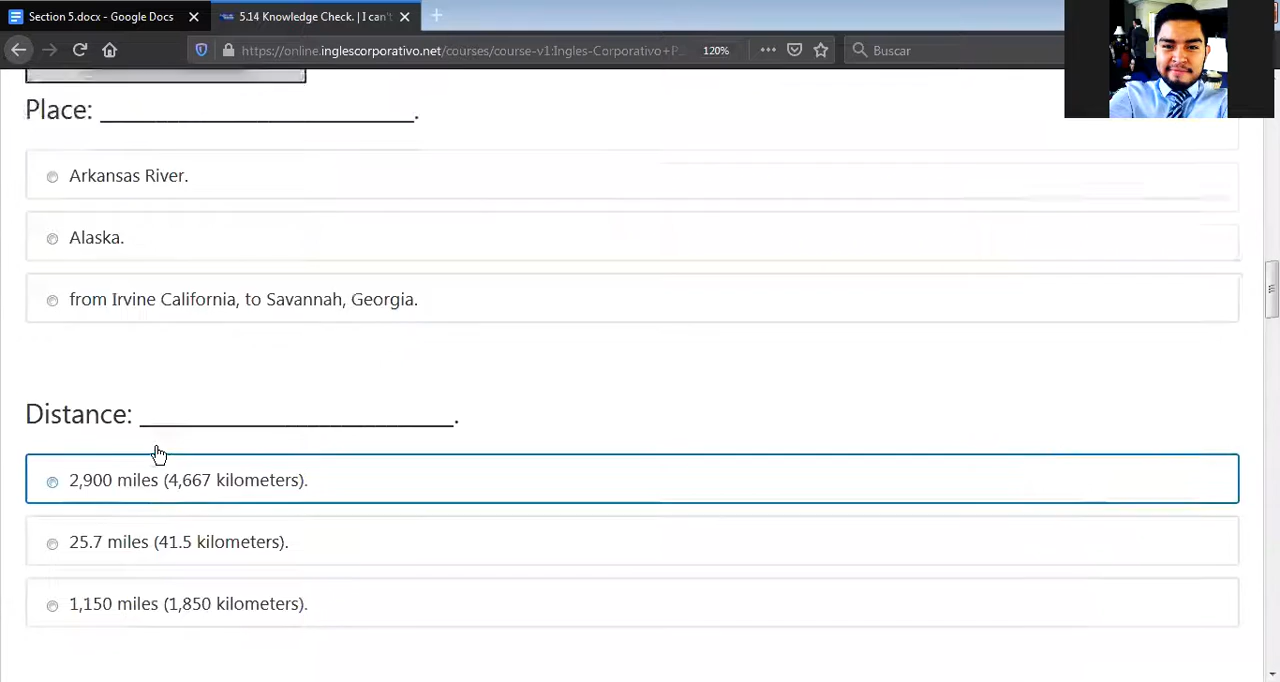 Section 5.docx - Google Docs
5.14 Knowledge Check. | I can't
https://online.inglescorporativo.net/courses/course-v1:Ingles-Corporativo+P
120%
Buscar
Place: ___________________________.
Arkansas River.
Alaska.
from Irvine California, to Savannah, Georgia.
Distance: ___________________________.
2,900 miles (4,667 kilometers).
25.7 miles (41.5 kilometers).
1,150 miles (1,850 kilometers).